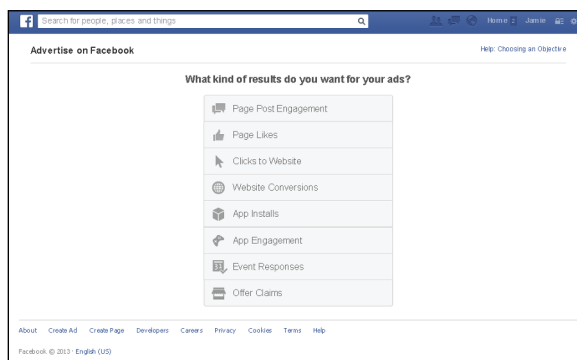 f Search for people, places and things Home 2 Jamie
Advertise on Facebook Help: Choosing an Objective
What kind of results do you want for your ads?
Page Post Engagement
Page Likes
Clicks to Website
Website Conversions
App Installs
App Engagement
31 Event Responses
Offer Claims
About Create Ad Create Page Developers Careers Privacy Cookies Terms Help
Facebook © 2013 · English (US)